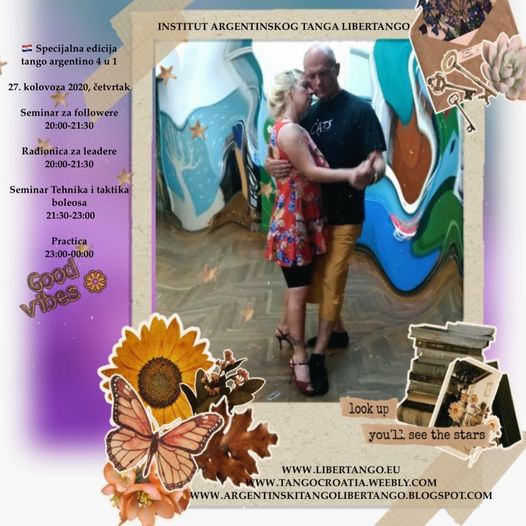 INSTITUT ARGENTINSKOG TANGA LIBERTANGO
🇭🇷 Specijalna edicija
tango argentino 4 u 1
27. kolovoza 2020, četvrtak
Seminar za followere
20:00-21:30
Radionica za leadere
20:00-21:30
Seminar Tehnika i taktika
boleosa
21:30-23:00
Practica
23:00-00:00
Good
vibes
CATS
look up
you'll see the stars
WWW.LIBERTANGO.EU
WWW.TANGOCROATIA.WEEBLY.COM
WWW.ARGENTINSKITANGOLIBERTANGO.BLOGSPOT.COM